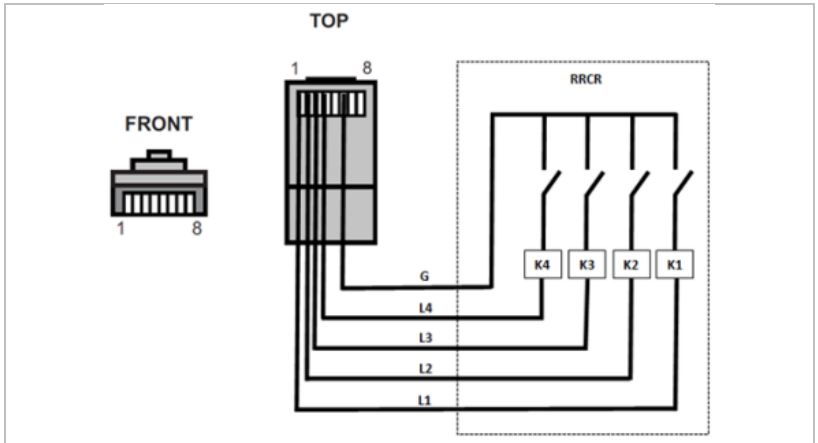 TOP
1 8
RRCR
FRONT
1 8
K4 K3 K2 K1
G
L4
L3
L2
L1